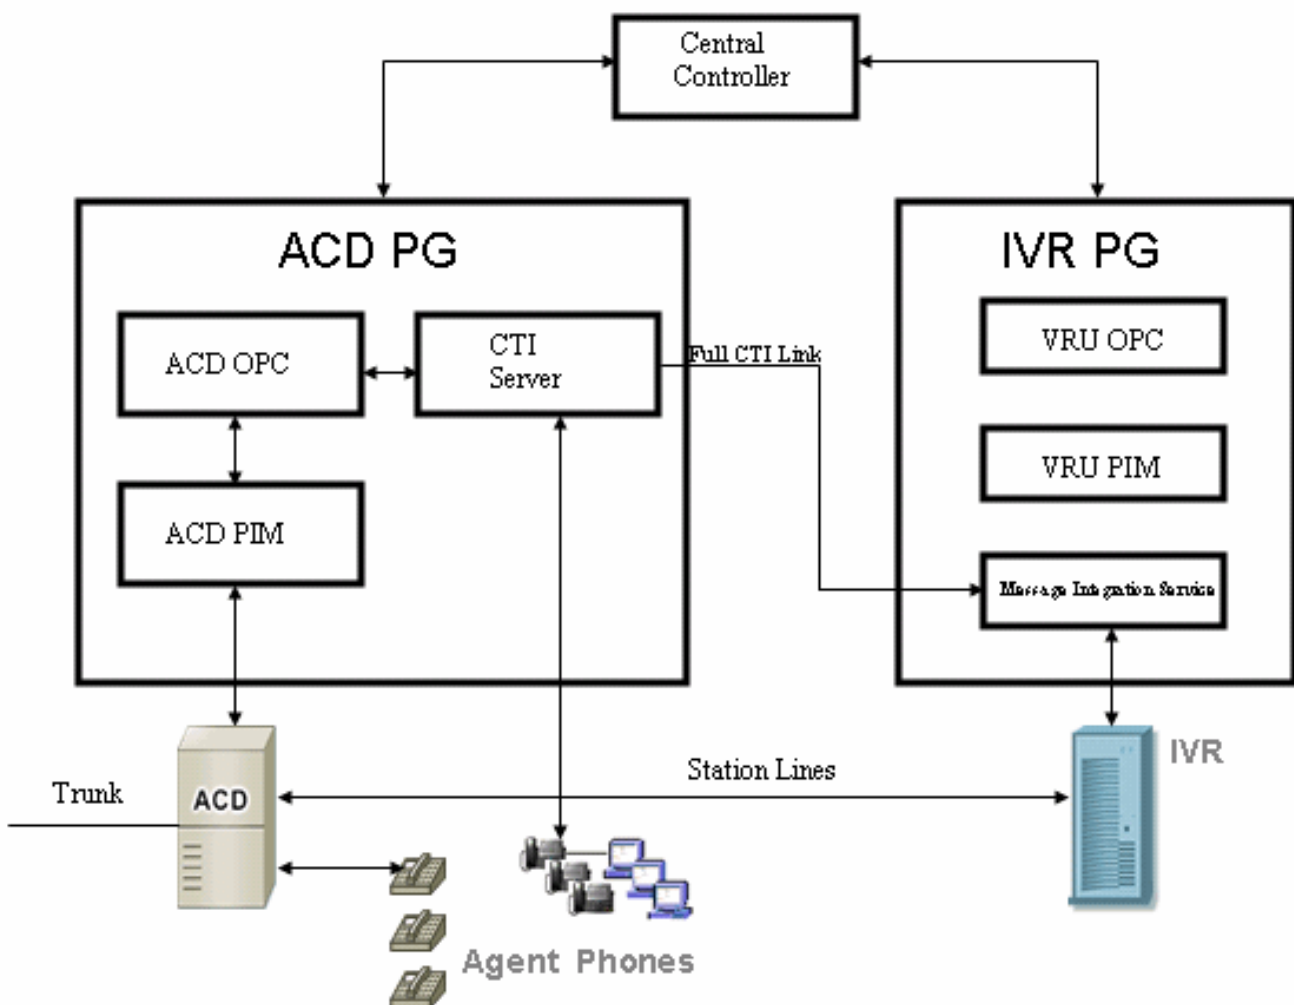 Central
Controller
ACD PG
IVR PG
ACD OPC
CTI
Server
Full CTI Link
VRU OPC
VRU PIM
ACD PIM
Message Integration Service
IVR
Station Lines
Trunk
ACD
Agent Phones